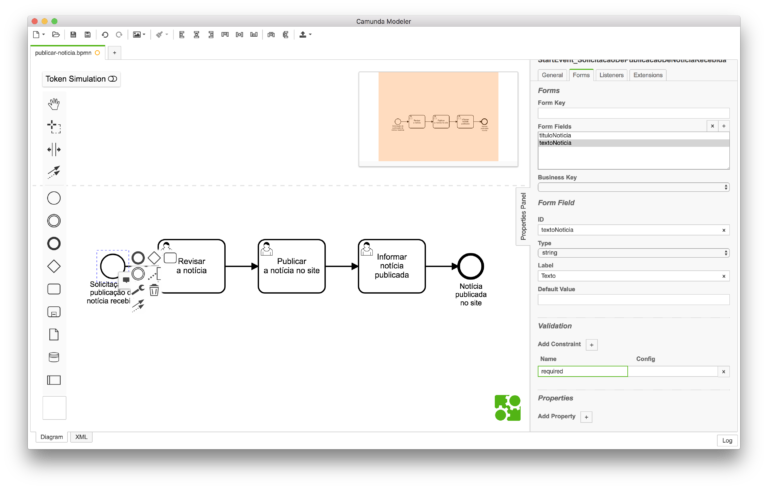 Camunda Modeler
publicar-noticia.bpmn
+
Token Simulation
StartEvent_SolicitacaoDePublicacaoDeNoticiaRecebida
General
Forms
Listeners
Extensions
Forms
Form Key
Form Fields
x
+
tituloNoticia
textoNoticia
Business Key
Properties Panel
Form Field
ID
textoNoticia
x
Type
string
Label
Texto
x
Default Value
Validation
Add Constraint
+
Name
Config
required
x
Properties
Add Property
+
Revisar
a notícia
Publicar
a notícia no site
Informar
notícia
publicada
Solicitaç
publicação d
notícia recebi
Notícia
publicada
no site
Diagram
XML
Log